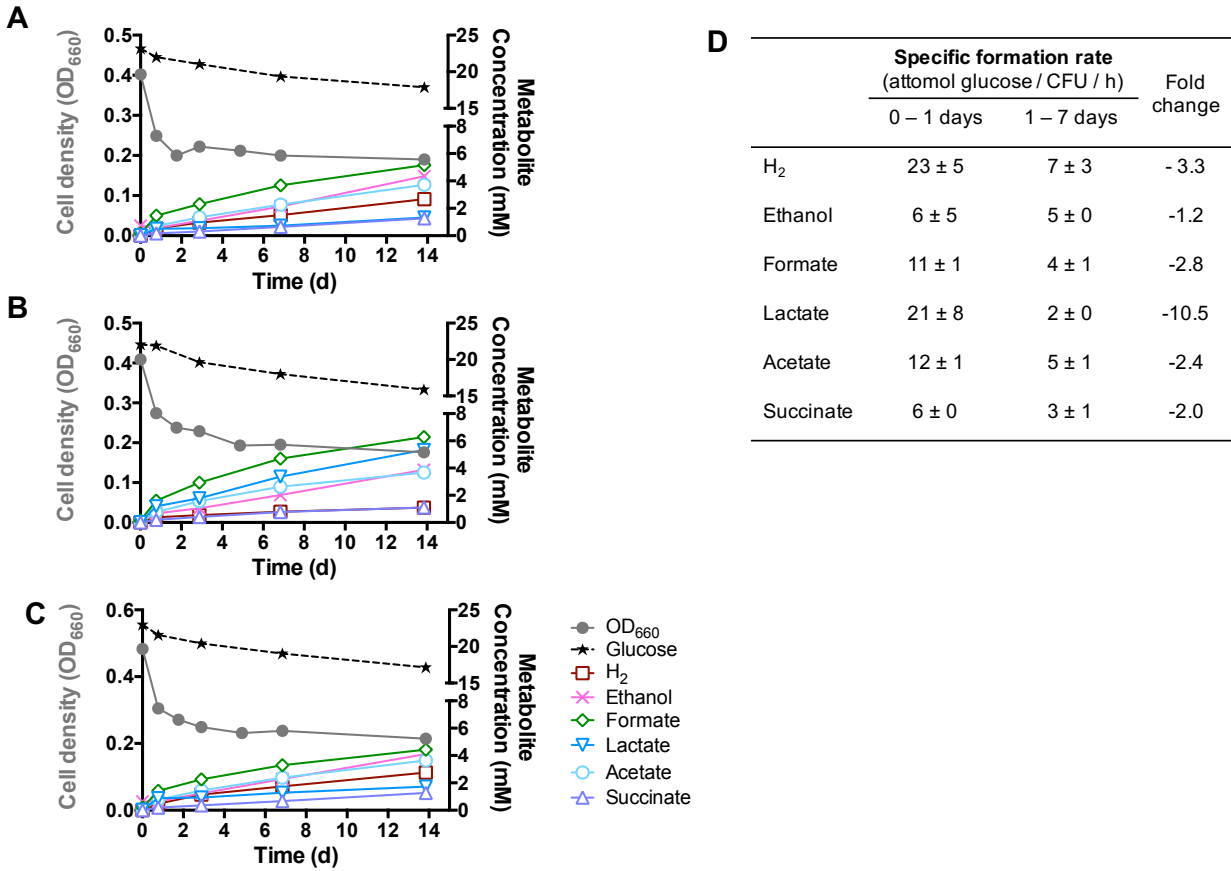 A
Cell density (OD660)
0.5
0.4
0.3
0.2
0.1
0.0
0 2 4 6 8 10 12 14
Time (d)
25
20
15
8
6
4
2
0
Metabolite
Concentration (mM)
B
Cell density (OD660)
0.5
0.4
0.3
0.2
0.1
0.0
0 2 4 6 8 10 12 14
Time (d)
25
20
15
8
6
4
2
0
Metabolite
Concentration (mM)
C
Cell density (OD660)
0.6
0.4
0.2
0.0
0 2 4 6 8 10 12 14
Time (d)
25
20
15
8
6
4
2
0
Metabolite
Concentration (mM)
OD660
Glucose
H2
Ethanol
Formate
Lactate
Acetate
Succinate
D
Specific formation rate
(attomol glucose / CFU / h)
Fold
change
0 – 1 days 1 – 7 days
H2 23 ± 5 7 ± 3 - 3.3
Ethanol 6 ± 5 5 ± 0 -1.2
Formate 11 ± 1 4 ± 1 -2.8
Lactate 21 ± 8 2 ± 0 -10.5
Acetate 12 ± 1 5 ± 1 -2.4
Succinate 6 ± 0 3 ± 1 -2.0